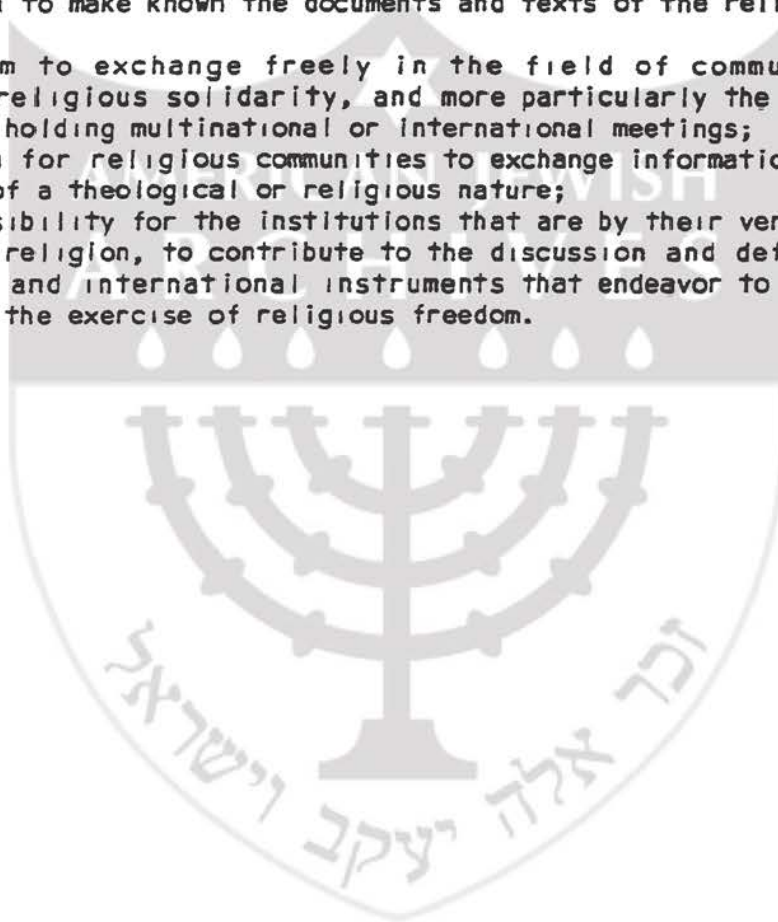 to make known the documents and texts of the reli
m to exchange freely in the field of commu
religious solidarity, and more particularly the
holding multinational or international meetings;
for religious communities to exchange informatio
of a theological or religious nature;
sibility for the institutions that are by their ver
religion, to contribute to the discussion and def
and international instruments that endeavor to
the exercise of religious freedom.
AMERICAN JEWISH
ARCHIVES
זכר אלה יעקב וישראל